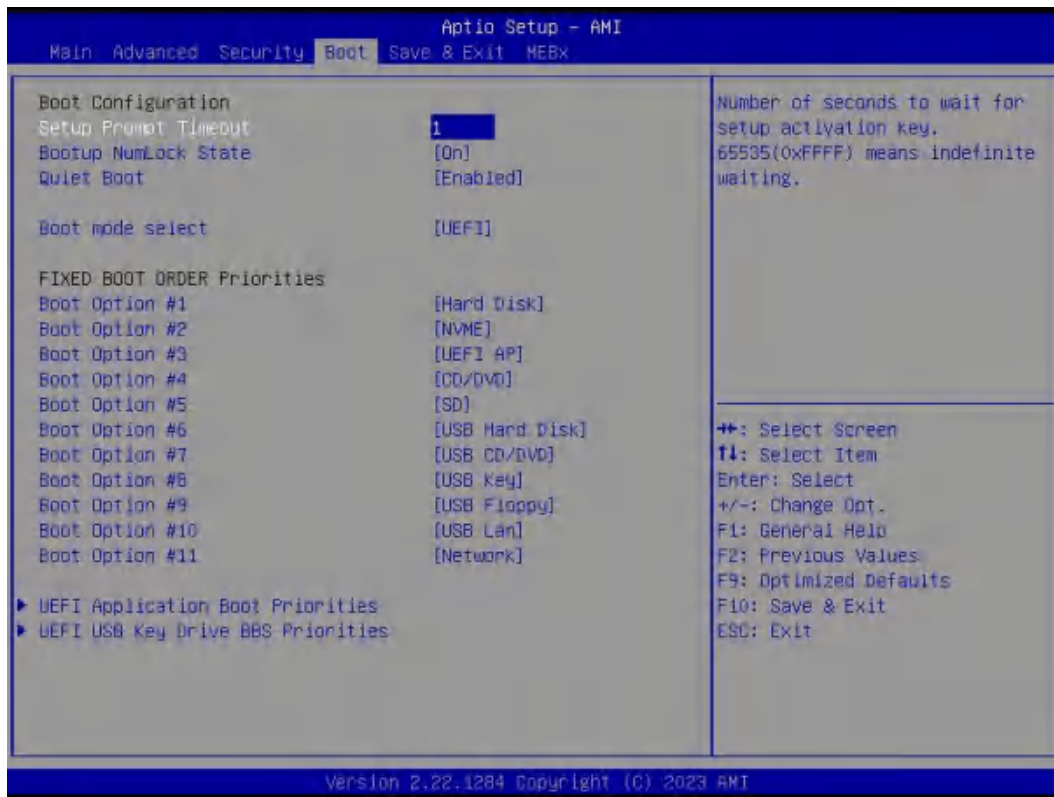 Aptio Setup - AMI
Main Advanced Security Boot Save & Exit MEBx
Boot Configuration
Setup Prompt Timeout 1
Bootup NumLock State [On]
Quiet Boot [Enabled]
Boot mode select [UEFI]
FIXED BOOT ORDER Priorities
Boot Option #1 [Hard Disk]
Boot Option #2 [NVME]
Boot Option #3 [UEFI AP]
Boot Option #4 [CD/DVD]
Boot Option #5 [SD]
Boot Option #6 [USB Hard Disk]
Boot Option #7 [USB CD/DVD]
Boot Option #8 [USB Key]
Boot Option #9 [USB Floppy]
Boot Option #10 [USB Lan]
Boot Option #11 [Network]
UEFI Application Boot Priorities
UEFI USB Key Drive BBS Priorities
Number of seconds to wait for
setup activation key.
65535(0xFFFF) means indefinite
waiting.
→←: Select Screen
↑↓: Select Item
Enter: Select
+/-: Change Opt.
F1: General Help
F2: Previous Values
F9: Optimized Defaults
F10: Save & Exit
ESC: Exit
Version 2.22.1284 Copyright (C) 2023 AMI